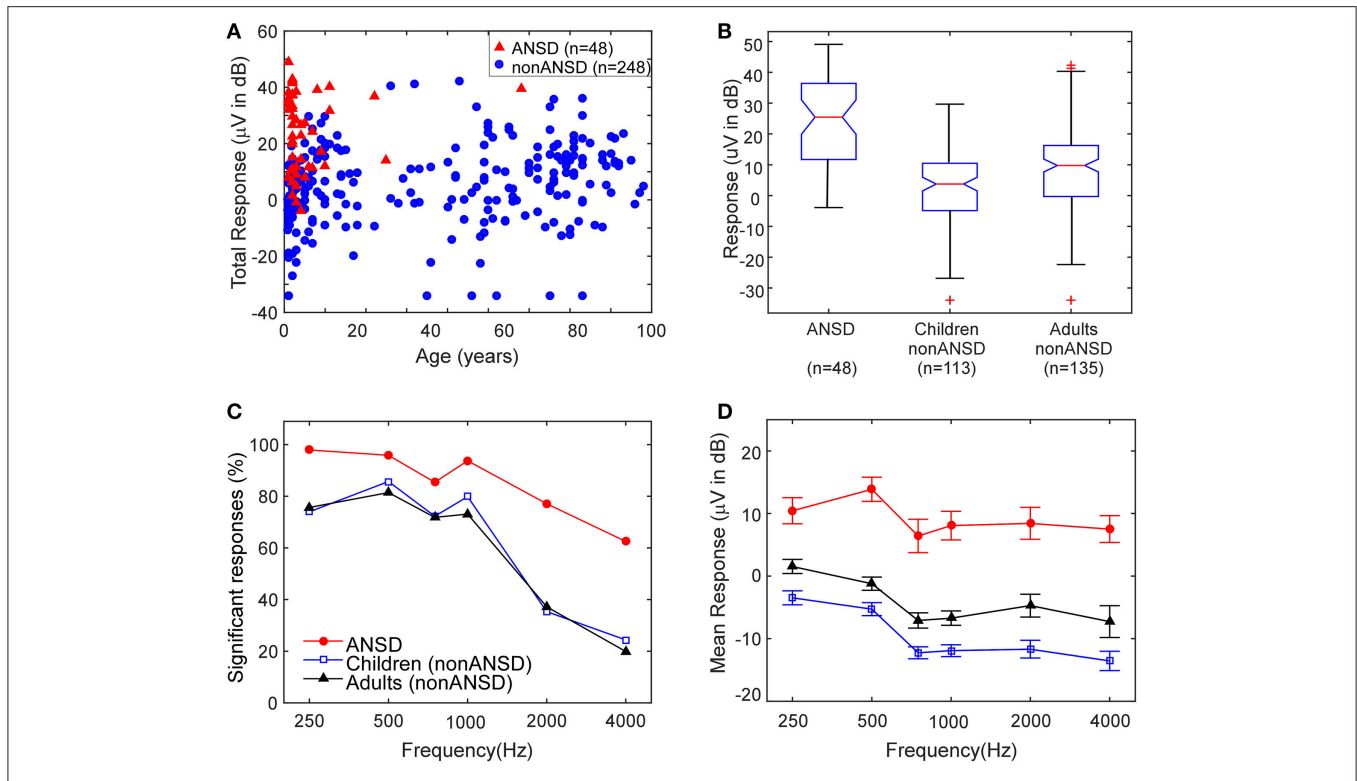 A
60
40
20
0
-20
-40
Total Response (µV in dB)
ANSD (n=48)
nonANSD (n=248)
0 20 40 60 80 100
Age (years)
B
50
40
30
20
10
0
-10
-20
-30
Response (µV in dB)
ANSD Children Adults
nonANSD nonANSD
(n=48) (n=113) (n=135)
C
100
80
60
40
20
0
Significant responses (%)
ANSD
Children (nonANSD)
Adults (nonANSD)
250 500 1000 2000 4000
Frequency(Hz)
D
20
10
0
-10
-20
Mean Response (µV in dB)
250 500 1000 2000 4000
Frequency(Hz)